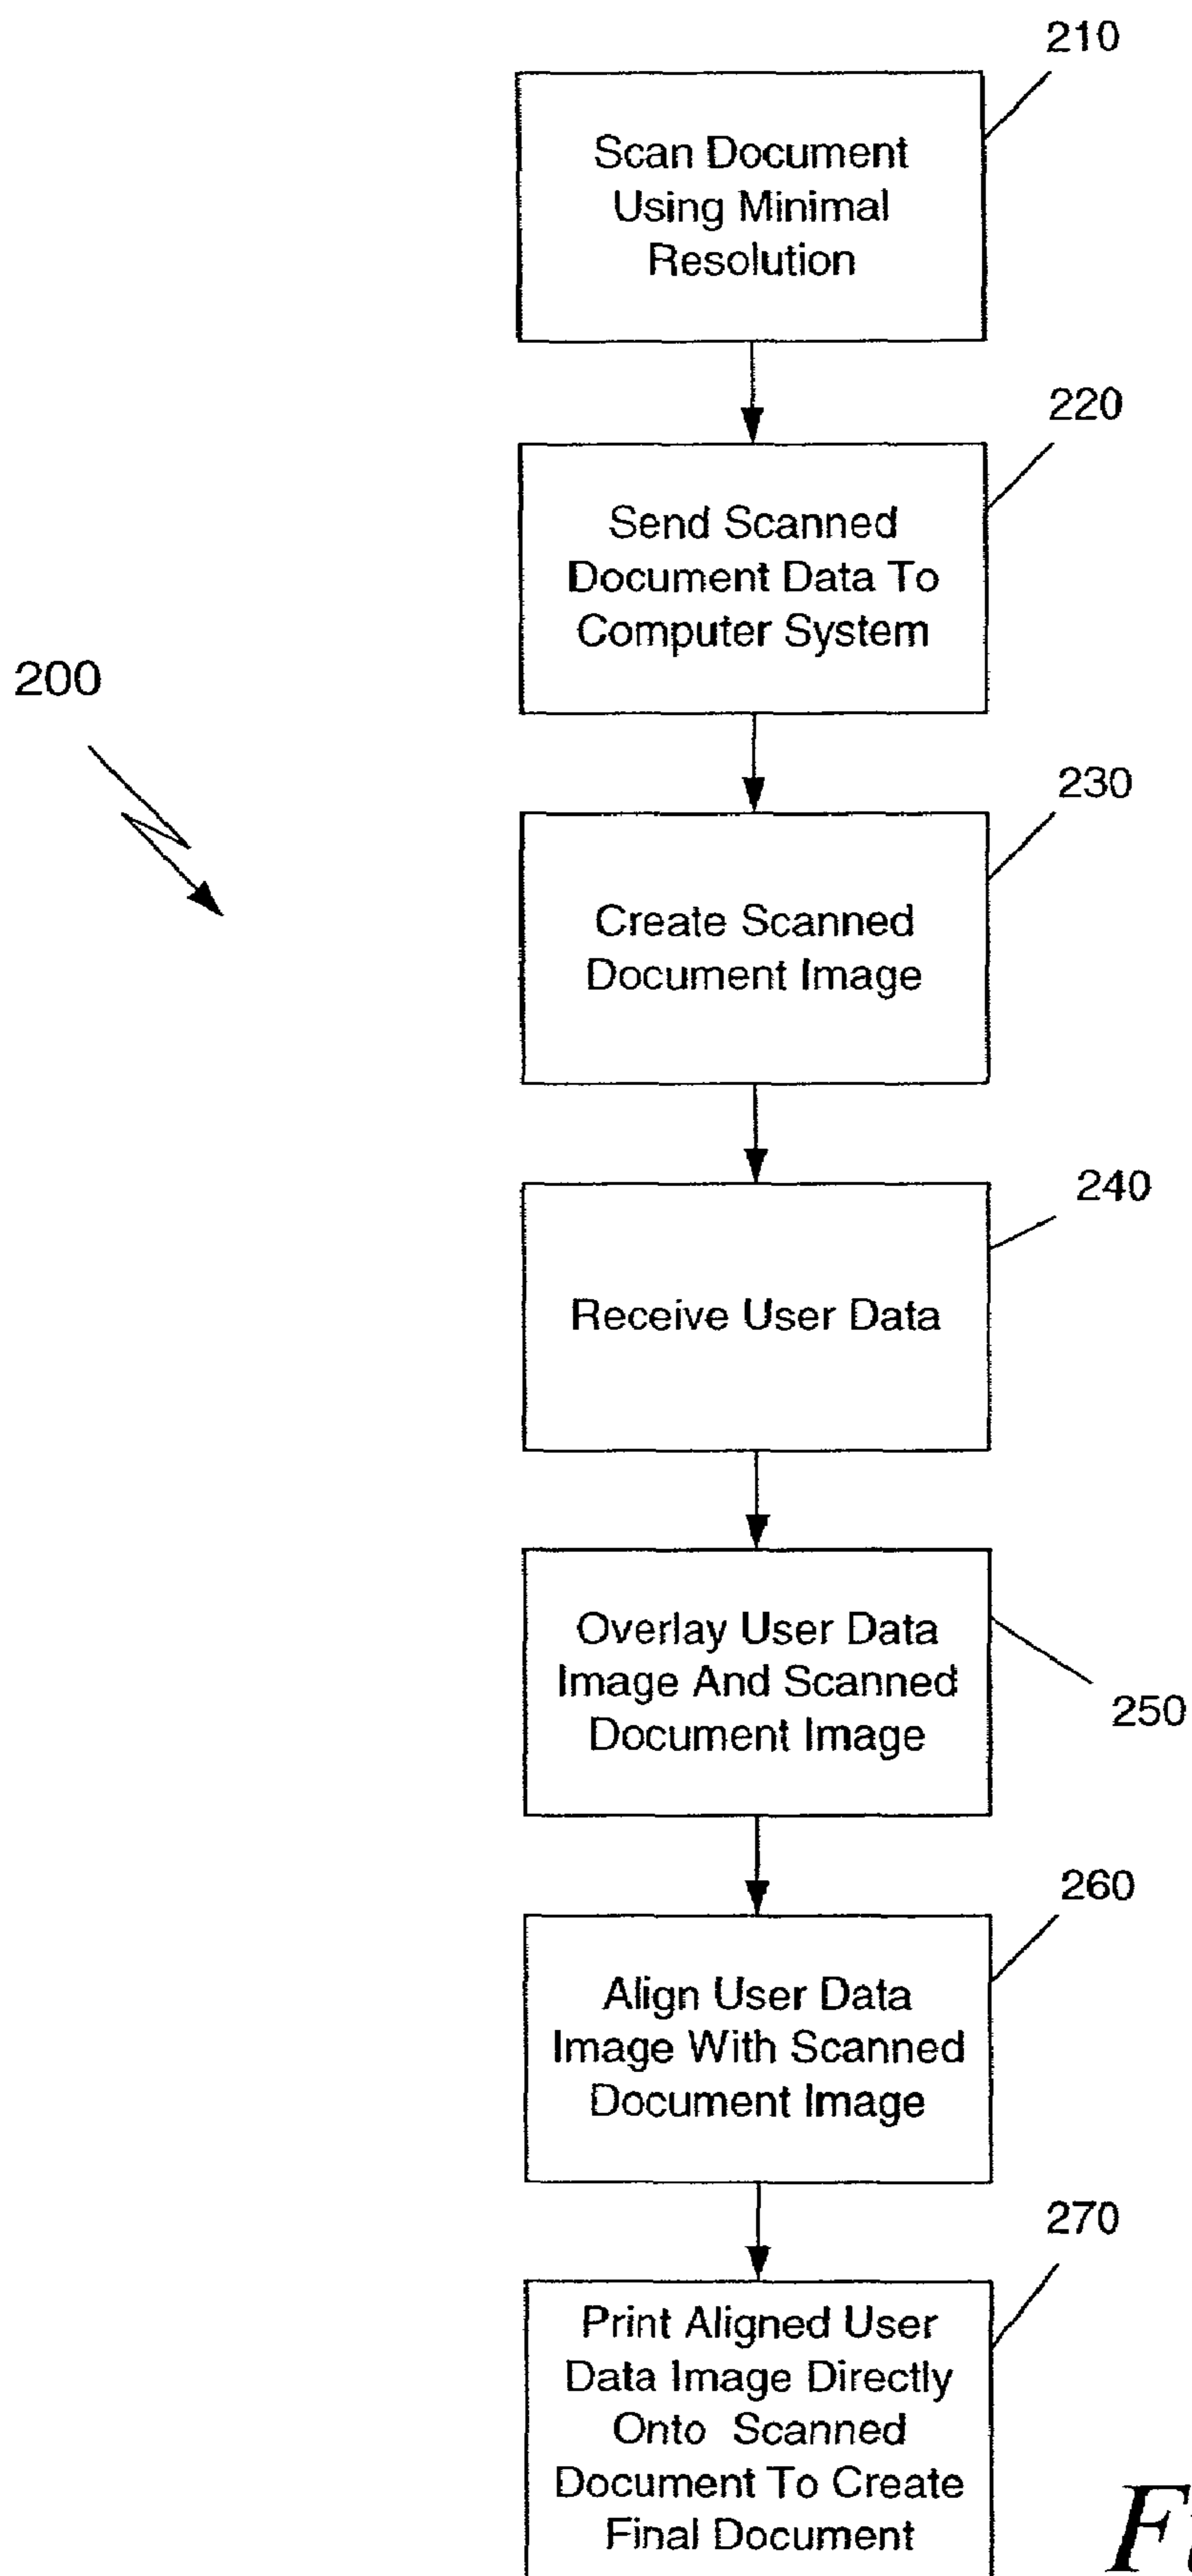 210
Scan Document
Using Minimal
Resolution
220
Send Scanned
Document Data To
Computer System
200
230
Create Scanned
Document Image
240
Receive User Data
Overlay User Data
Image And Scanned
Document Image
250
260
Align User Data
Image With Scanned
Document Image
270
Print Aligned User
Data Image Directly
Onto Scanned
Document To Create
Final Document